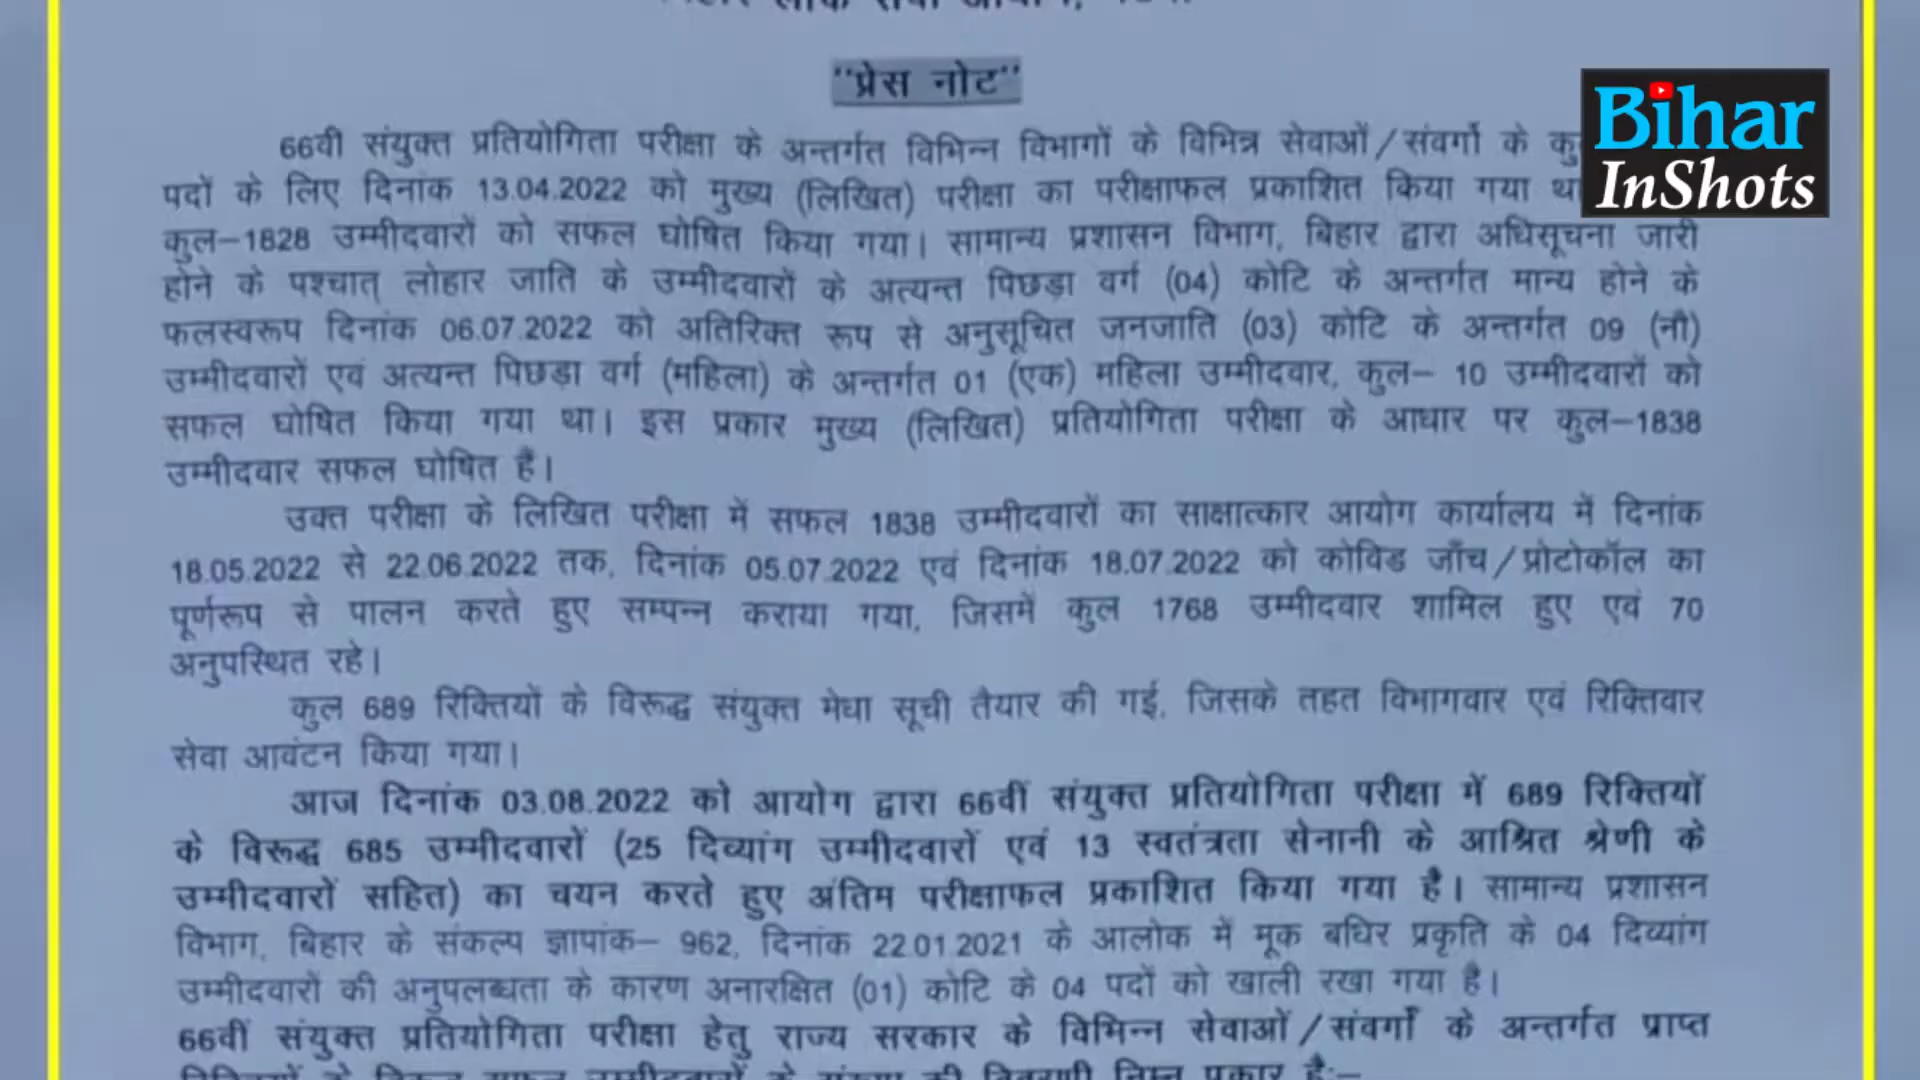 "प्रेस नोट"
66वी संयुक्त प्रतियोगिता परीक्षा के अन्तर्गत विभिन्न विभागों के विभिन्न सेवाओं/संवर्गो के
पदों के लिए दिनांक 13.04.2022 को मुख्य (लिखित) परीक्षा का परीक्षाफल प्रकाशित किया गया
कुल-1828 उम्मीदवारों को सफल घोषित किया गया। सामान्य प्रशासन विभाग, बिहार द्वारा अधिसूचना जारी
होने के पश्चात् लोहार जाति के उम्मीदवारों के अत्यन्त पिछड़ा वर्ग (04) कोटि के अन्तर्गत मान्य होने के
फलस्वरूप दिनांक 06.07.2022 को अतिरिक्त रूप से अनुसूचित जनजाति (03) कोटि के अन्तर्गत 09 (नौ)
उम्मीदवारों एवं अत्यन्त पिछड़ा वर्ग (महिला) के अन्तर्गत 01 (एक) महिला उम्मीदवार, कुल- 10 उम्मीदवारों को
सफल घोषित किया गया था। इस प्रकार मुख्य (लिखित) प्रतियोगिता परीक्षा के आधार पर कुल-1838
उम्मीदवार सफल घोषित हैं।
उक्त परीक्षा के लिखित परीक्षा में सफल 1838 उम्मीदवारों का साक्षात्कार आयोग कार्यालय में दिनांक
18.05.2022 से 22.06.2022 तक, दिनांक 05.07.2022 एवं दिनांक 18.07.2022 को कोविड जाँच/प्रोटोकॉल का
पूर्णरूप से पालन करते हुए सम्पन्न कराया गया, जिसमें कुल 1768 उम्मीदवार शामिल हुए एवं 70
अनुपस्थित रहे।
कुल 689 रिक्तियों के विरूद्ध संयुक्त मेधा सूची तैयार की गई, जिसके तहत विभागवार एवं रिक्तिवार
सेवा आवंटन किया गया।
आज दिनांक 03.08.2022 को आयोग द्वारा 66वीं संयुक्त प्रतियोगिता परीक्षा में 689 रिक्तियों
के विरूद्ध 685 उम्मीदवारों (25 दिव्यांग उम्मीदवारों एवं 13 स्वतंत्रता सेनानी के आश्रित श्रेणी के
उम्मीदवारों सहित) का चयन करते हुए अंतिम परीक्षाफल प्रकाशित किया गया है। सामान्य प्रशासन
विभाग, बिहार के संकल्प ज्ञापांक- 962, दिनांक 22.01.2021 के आलोक में मूक बधिर प्रकृति के 04 दिव्यांग
उम्मीदवारों की अनुपलब्धता के कारण अनारक्षित (01) कोटि के 04 पदों को खाली रखा गया है।
66वीं संयुक्त प्रतियोगिता परीक्षा हेतु राज्य सरकार के विभिन्न सेवाओं/संवर्गों के अन्तर्गत प्राप्त
Bihar
InShots